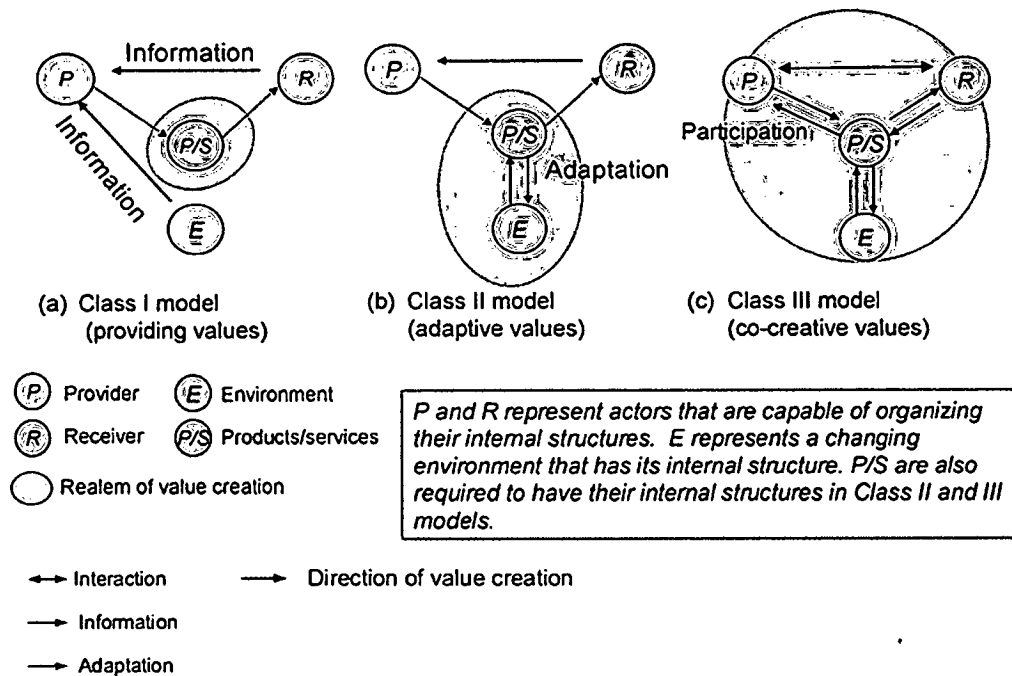 Information
P
R
P/S
Information
E
(a) Class I model
(providing values)
P
R
P/S
Adaptation
E
(b) Class II model
(adaptive values)
P
R
Participation
P/S
E
(c) Class III model
(co-creative values)
P Provider
E Environment
R Receiver
P/S Products/services
Realem of value creation
P and R represent actors that are capable of organizing
their internal structures. E represents a changing
environment that has its internal structure. P/S are also
required to have their internal structures in Class II and III
models.
Interaction
Direction of value creation
Information
Adaptation